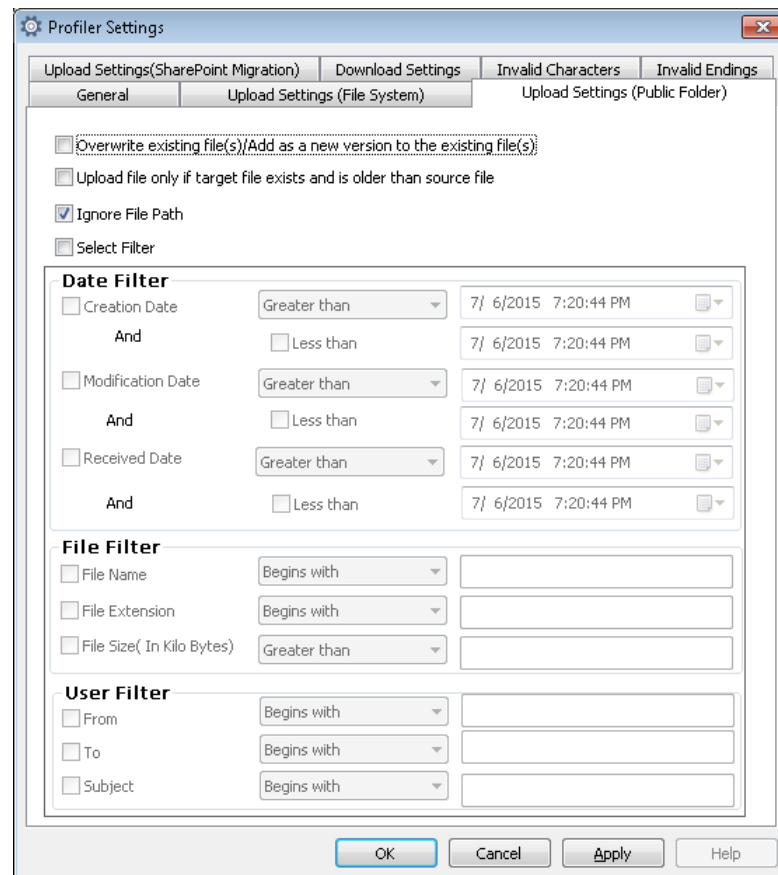 Profiler Settings
Upload Settings(SharePoint Migration) Download Settings Invalid Characters Invalid Endings
General Upload Settings (File System) Upload Settings (Public Folder)
Overwrite existing file(s)/Add as a new version to the existing file(s)
Upload file only if target file exists and is older than source file
Ignore File Path
Select Filter
Date Filter
Creation Date Greater than 7/ 6/2015 7:20:44 PM
And Less than 7/ 6/2015 7:20:44 PM
Modification Date Greater than 7/ 6/2015 7:20:44 PM
And Less than 7/ 6/2015 7:20:44 PM
Received Date Greater than 7/ 6/2015 7:20:44 PM
And Less than 7/ 6/2015 7:20:44 PM
File Filter
File Name Begins with
File Extension Begins with
File Size( In Kilo Bytes) Greater than
User Filter
From Begins with
To Begins with
Subject Begins with
OK Cancel Apply Help